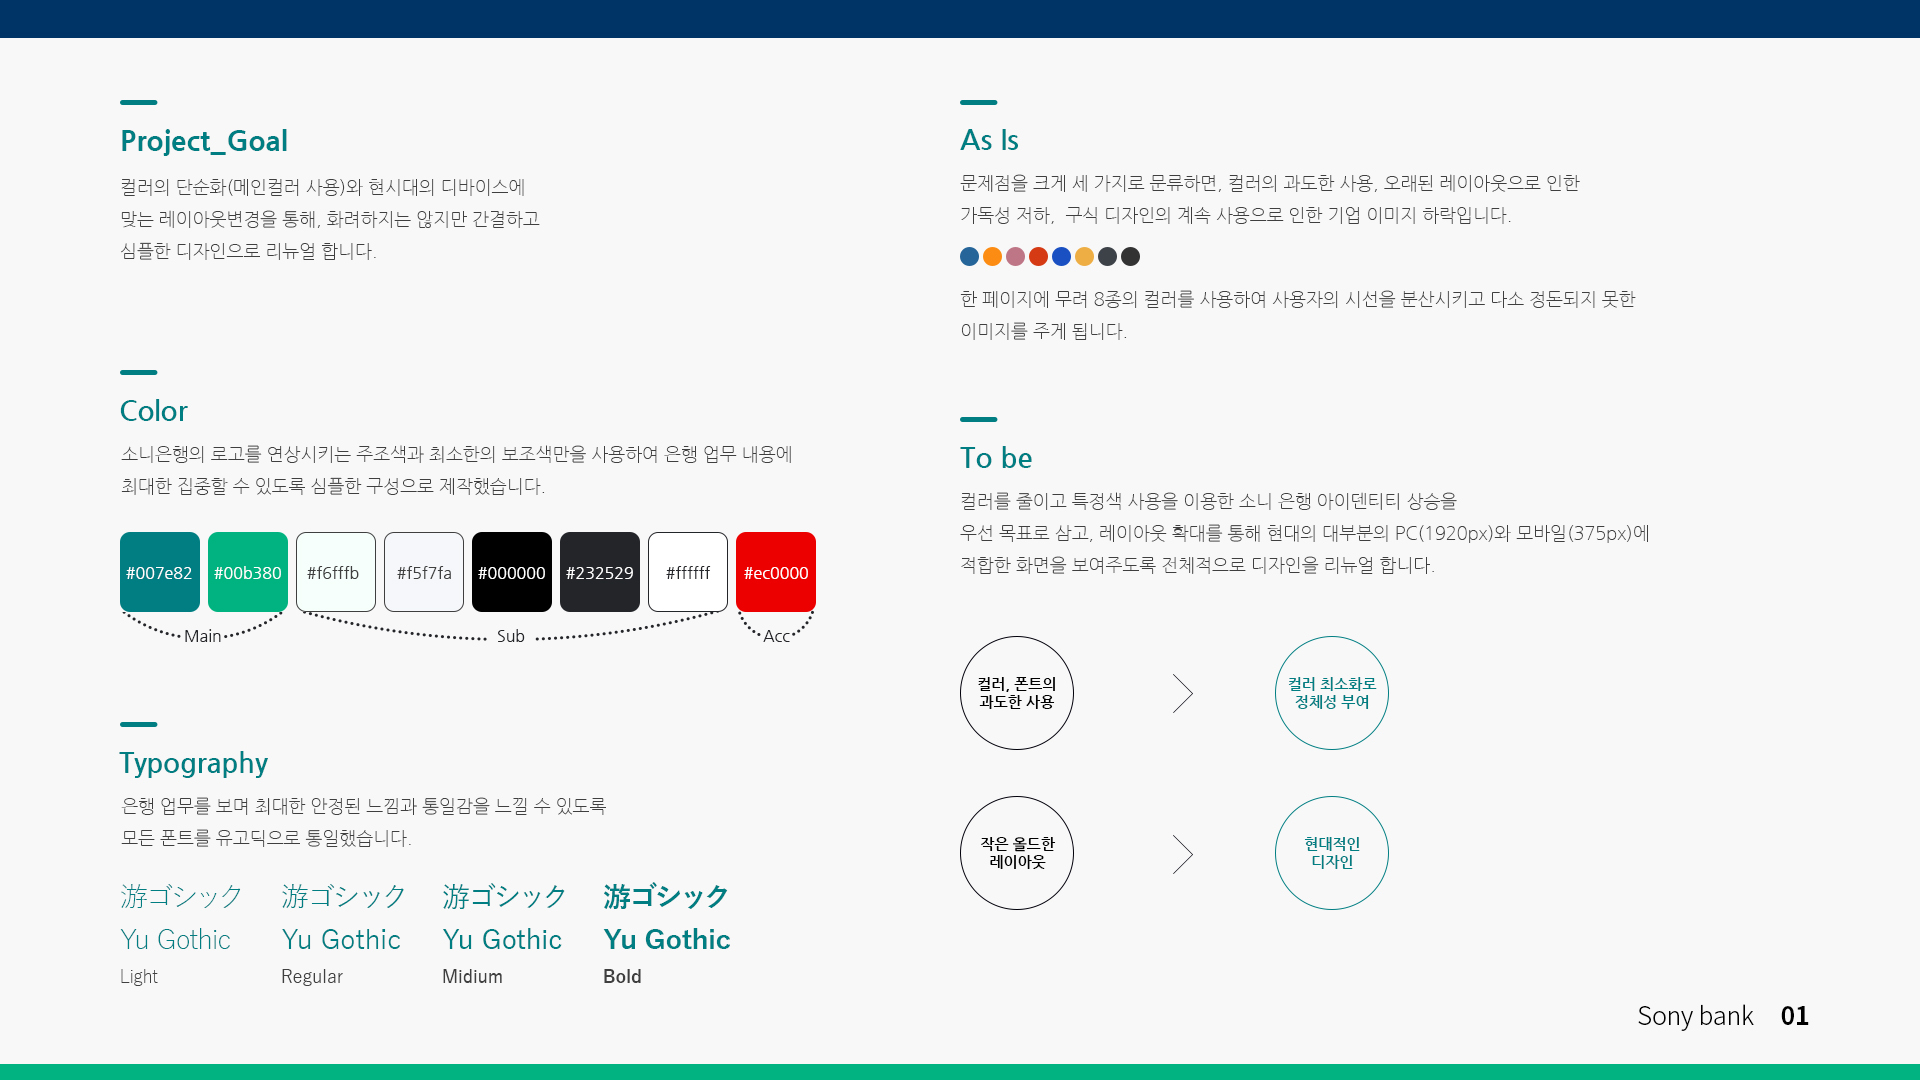 Project_Goal
컬러의 단순화(메인컬러 사용)와 현시대의 디바이스에
맞는 레이아웃변경을 통해, 화려하지는 않지만 간결하고
심플한 디자인으로 리뉴얼 합니다.
Color
소니은행의 로고를 연상시키는 주조색과 최소한의 보조색만을 사용하여 은행 업무 내용에
최대한 집중할 수 있도록 심플한 구성으로 제작했습니다.
#007e82 #00b380 #f6fffb #f5f7fa #000000 #232529 #ffffff #ec0000
Main Sub Acc
Typography
은행 업무를 보며 최대한 안정된 느낌과 통일감을 느낄 수 있도록
모든 폰트를 유고딕으로 통일했습니다.
游ゴシック 游ゴシック 游ゴシック 游ゴシック
Yu Gothic Yu Gothic Yu Gothic Yu Gothic
Light Regular Midium Bold
As Is
문제점을 크게 세 가지로 문류하면, 컬러의 과도한 사용, 오래된 레이아웃으로 인한
가독성 저하, 구식 디자인의 계속 사용으로 인한 기업 이미지 하락입니다.
한 페이지에 무려 8종의 컬러를 사용하여 사용자의 시선을 분산시키고 다소 정돈되지 못한
이미지를 주게 됩니다.
To be
컬러를 줄이고 특정색 사용을 이용한 소니 은행 아이덴티티 상승을
우선 목표로 삼고, 레이아웃 확대를 통해 현대의 대부분의 PC(1920px)와 모바일(375px)에
적합한 화면을 보여주도록 전체적으로 디자인을 리뉴얼 합니다.
컬러, 폰트의
과도한 사용
컬러 최소화로
정체성 부여
작은 올드한
레이아웃
현대적인
디자인
Sony bank 01